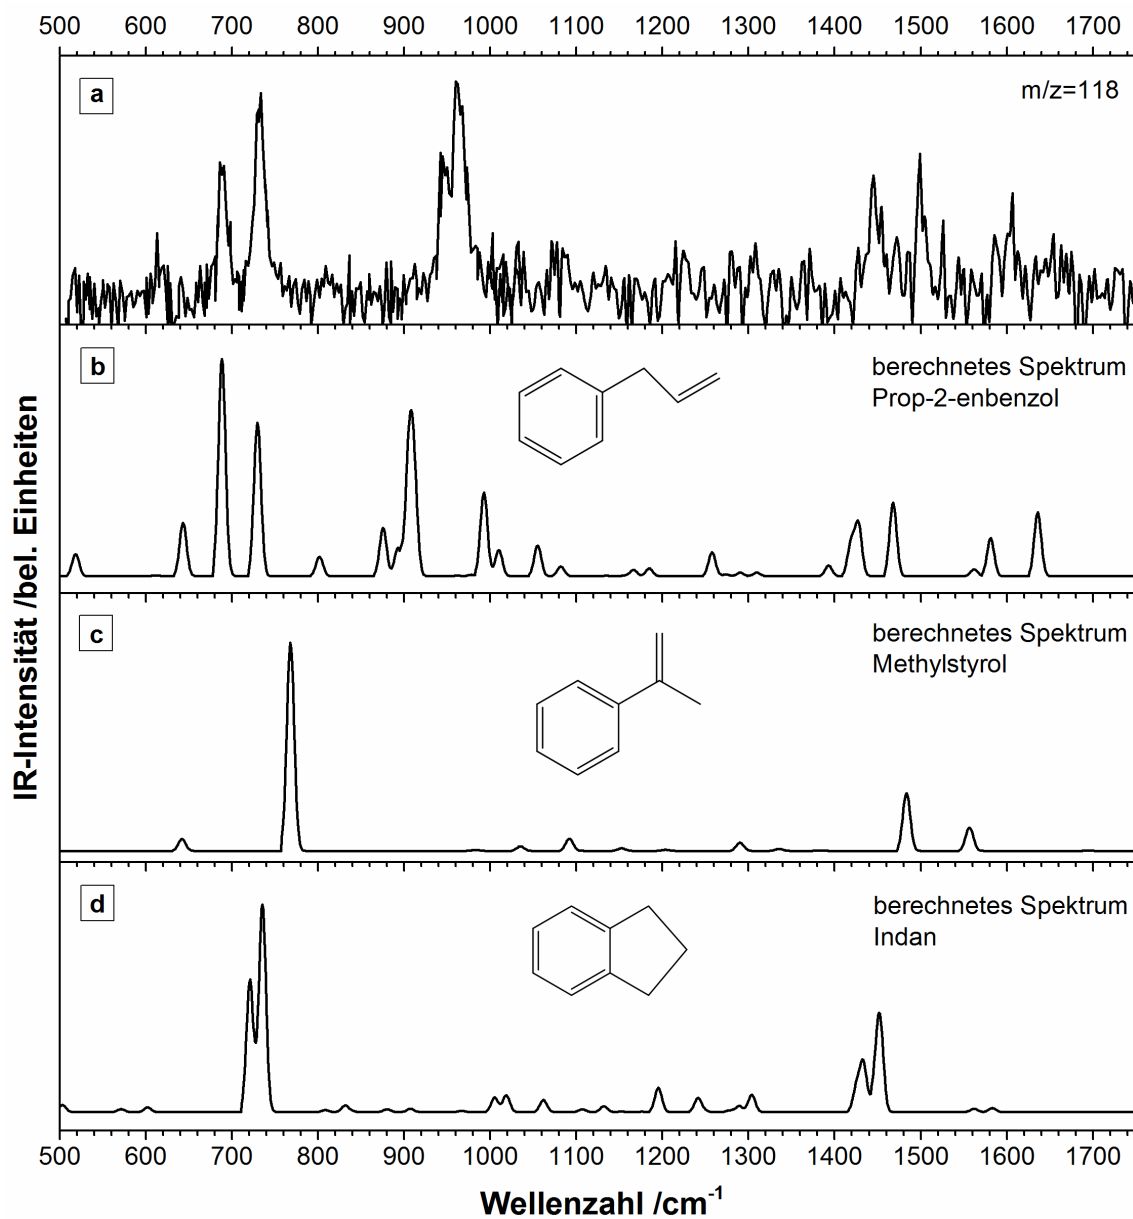 500 600 700 800 900 1000 1100 1200 1300 1400 1500 1600 1700
a
m/z=118
b
berechnetes Spektrum
Prop-2-enbenzol
c
berechnetes Spektrum
Methylstyrol
d
berechnetes Spektrum
Indan
IR-Intensität /bel. Einheiten
500 600 700 800 900 1000 1100 1200 1300 1400 1500 1600 1700
Wellenzahl /cm⁻¹